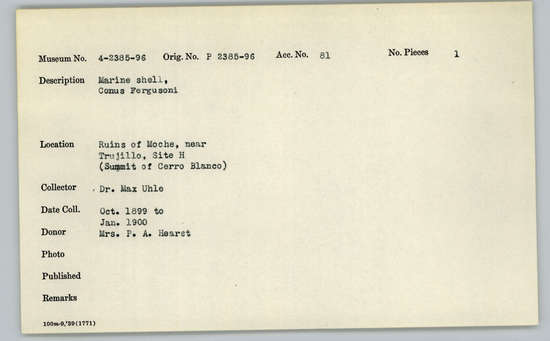 Museum No. 4-2385-96 Orig. No. P 2385-96 Acc. No. 81 No. Pieces 1
Description Marine shell,
Conus Fergusoni
Location Ruins of Moche, near
Trujillo, Site H
(Summit of Cerro Blanco)
Collector Dr. Max Uhle
Date Coll. Oct. 1899 to
Jan. 1900
Donor Mrs. P. A. Hearst
Photo
Published
Remarks
100m-9,'39(1771)